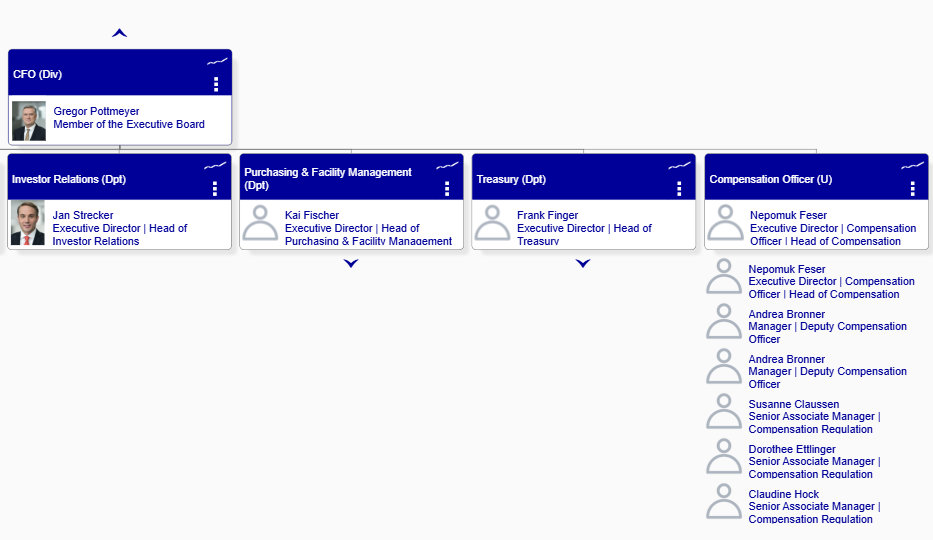 CFO (Div)
Gregor Pottmeyer
Member of the Executive Board
Investor Relations (Dpt)
Jan Strecker
Executive Director | Head of
Investor Relations
Purchasing & Facility Management
(Dpt)
Kai Fischer
Executive Director | Head of
Purchasing & Facility Management
Treasury (Dpt)
Frank Finger
Executive Director | Head of
Treasury
Compensation Officer (U)
Nepomuk Feser
Executive Director | Compensation
Officer | Head of Compensation
Nepomuk Feser
Executive Director | Compensation
Officer | Head of Compensation
Andrea Bronner
Manager | Deputy Compensation
Officer
Andrea Bronner
Manager | Deputy Compensation
Officer
Susanne Claussen
Senior Associate Manager |
Compensation Regulation
Dorothee Ettlinger
Senior Associate Manager |
Compensation Regulation
Claudine Hock
Senior Associate Manager |
Compensation Regulation